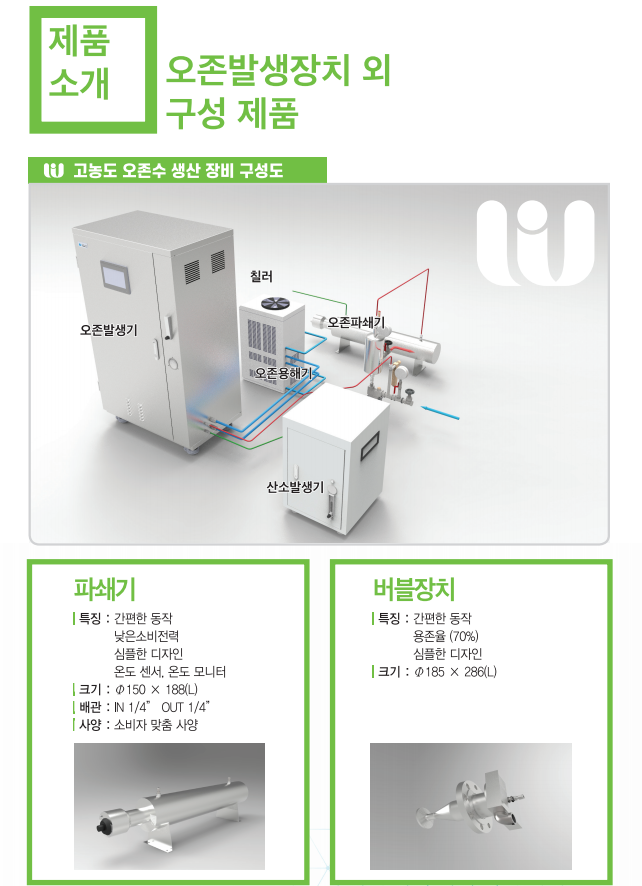 제품
소개
오존발생장치 외
구성 제품
고농도 오존수 생산 장비 구성도
칠러
오존발생기
오존파쇄기
오존용해기
산소발생기
파쇄기
특징 : 간편한 동작
낮은소비전력
심플한 디자인
온도 센서, 온도 모니터
크기 : Φ150 × 188(L)
배관 : IN 1/4” OUT 1/4”
사양 : 소비자 맞춤 사양
버블장치
특징 : 간편한 동작
용존율 (70%)
심플한 디자인
크기 : Φ185 × 286(L)